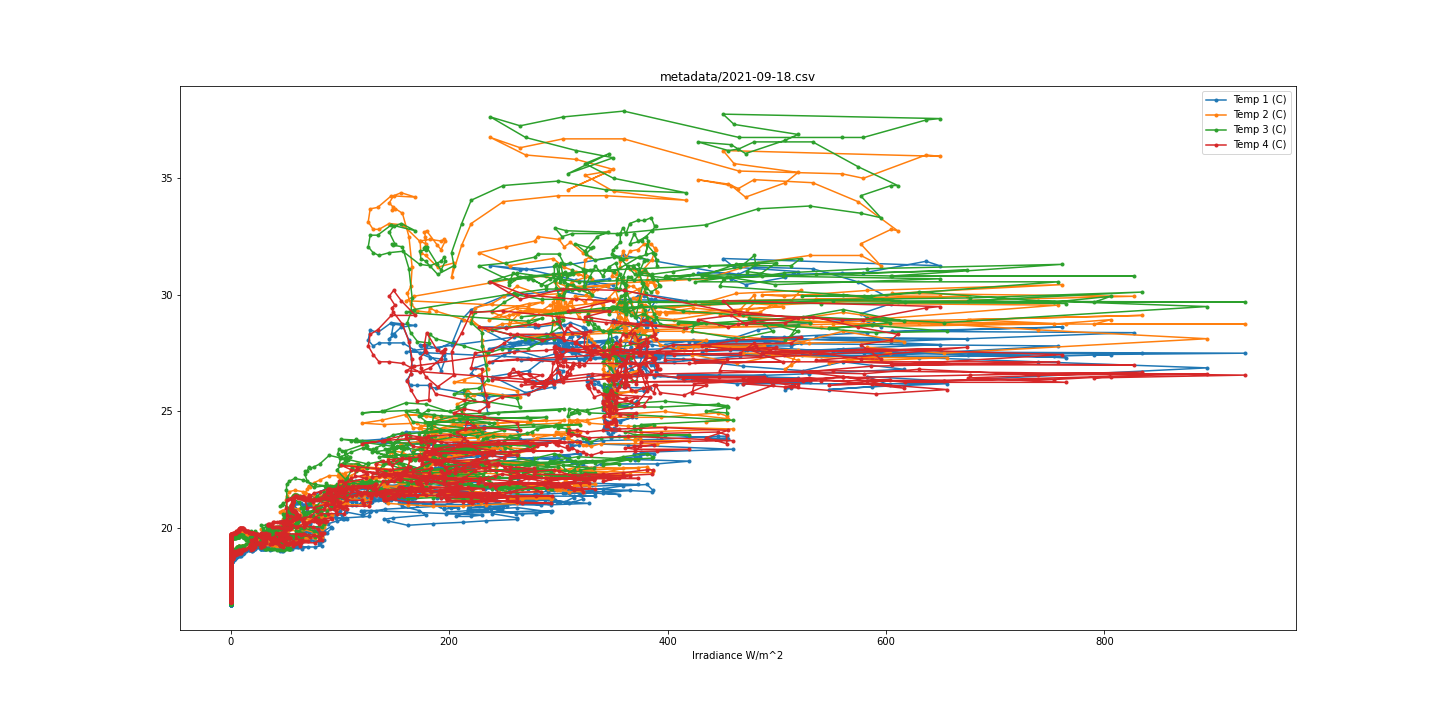 metadata/2021-09-18.csv
Temp 1 (C)
Temp 2 (C)
Temp 3 (C)
Temp 4 (C)
35
30
25
20
0 200 400 600 800
Irradiance W/m^2